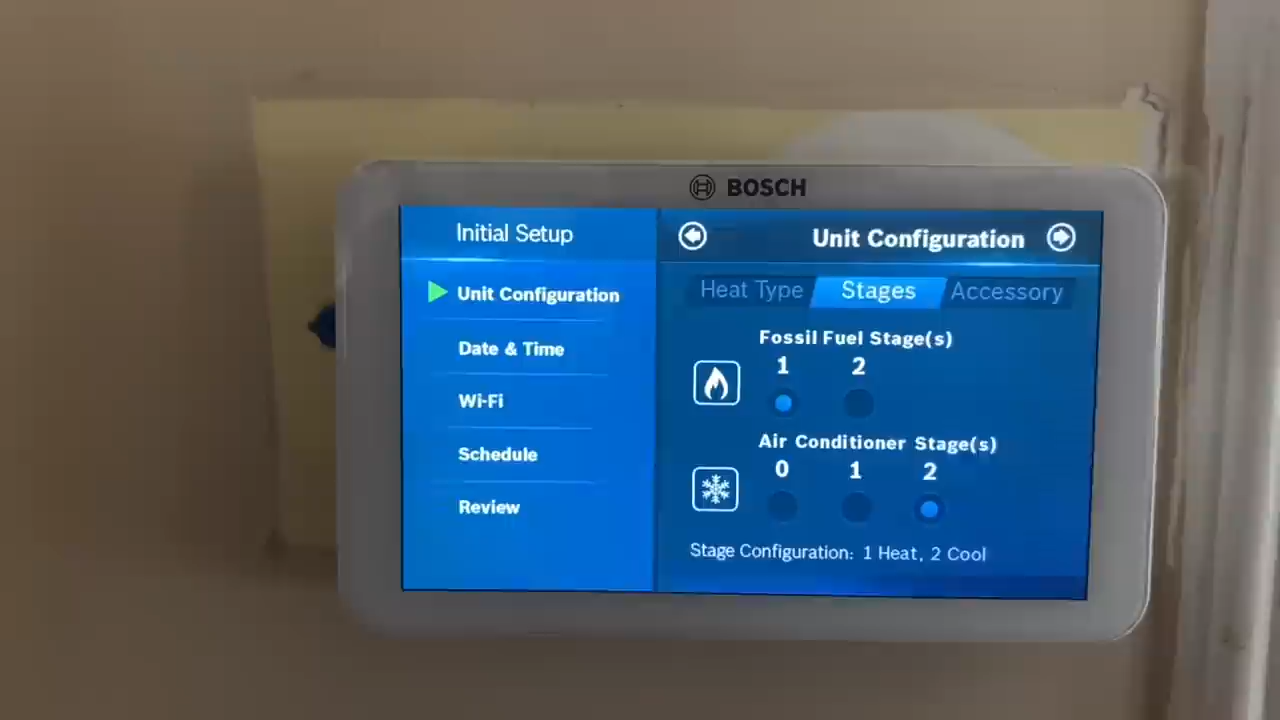 BOSCH
Initial Setup
Unit Configuration
Date & Time
Wi-Fi
Schedule
Review
Unit Configuration
Heat Type Stages Accessory
Fossil Fuel Stage(s)
1 2
Air Conditioner Stage(s)
0 1 2
Stage Configuration: 1 Heat, 2 Cool